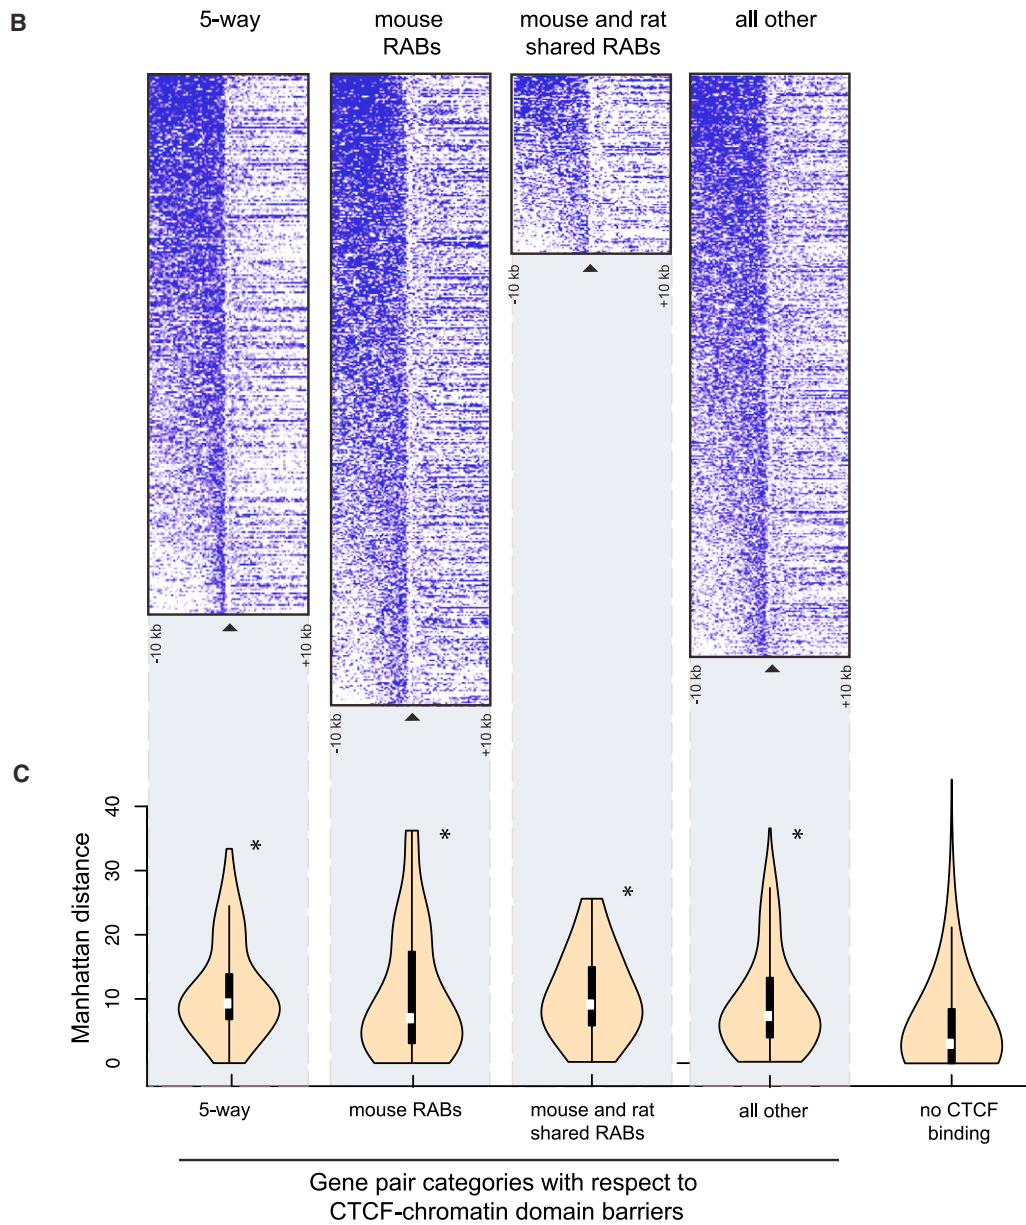 B
5-way
mouse
RABs
mouse and rat
shared RABs
all other
-10 kb
+10 kb
-10 kb
+10 kb
-10 kb
+10 kb
-10 kb
+10 kb
C
Manhattan distance
40
30
20
10
0
*
*
*
*
5-way
mouse RABs
mouse and rat
shared RABs
all other
no CTCF
binding
Gene pair categories with respect to
CTCF-chromatin domain barriers